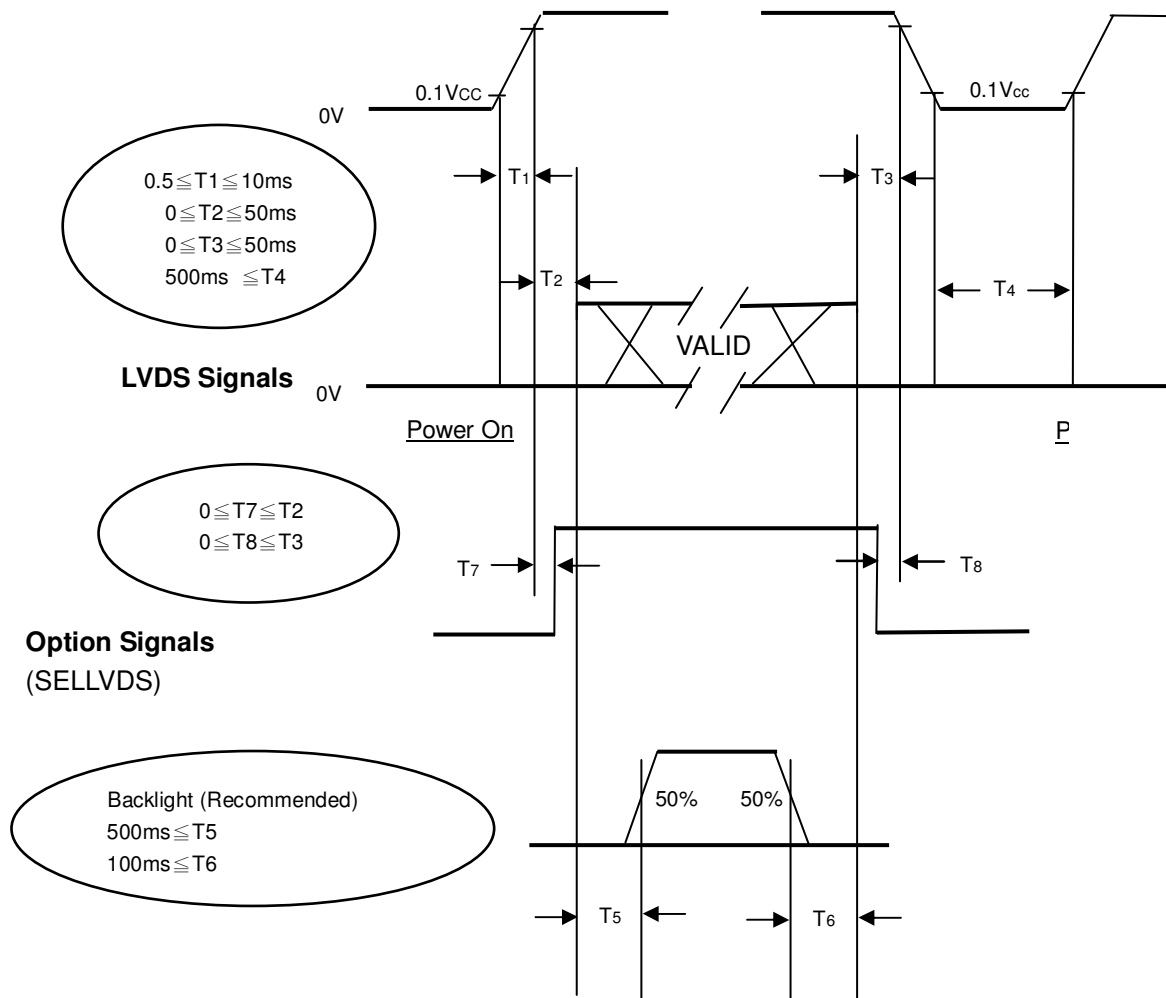 0.1VCC
0.1Vcc
0V
0.5≦T1≦10ms
0≦T2≦50ms
0≦T3≦50ms
500ms ≦T4
T1
T3
T2
T4
VALID
LVDS Signals
0V
Power On
P
0≦T7≦T2
0≦T8≦T3
T7
T8
Option Signals
(SELLVDS)
Backlight (Recommended)
500ms≦T5
100ms≦T6
50%
50%
T5
T6